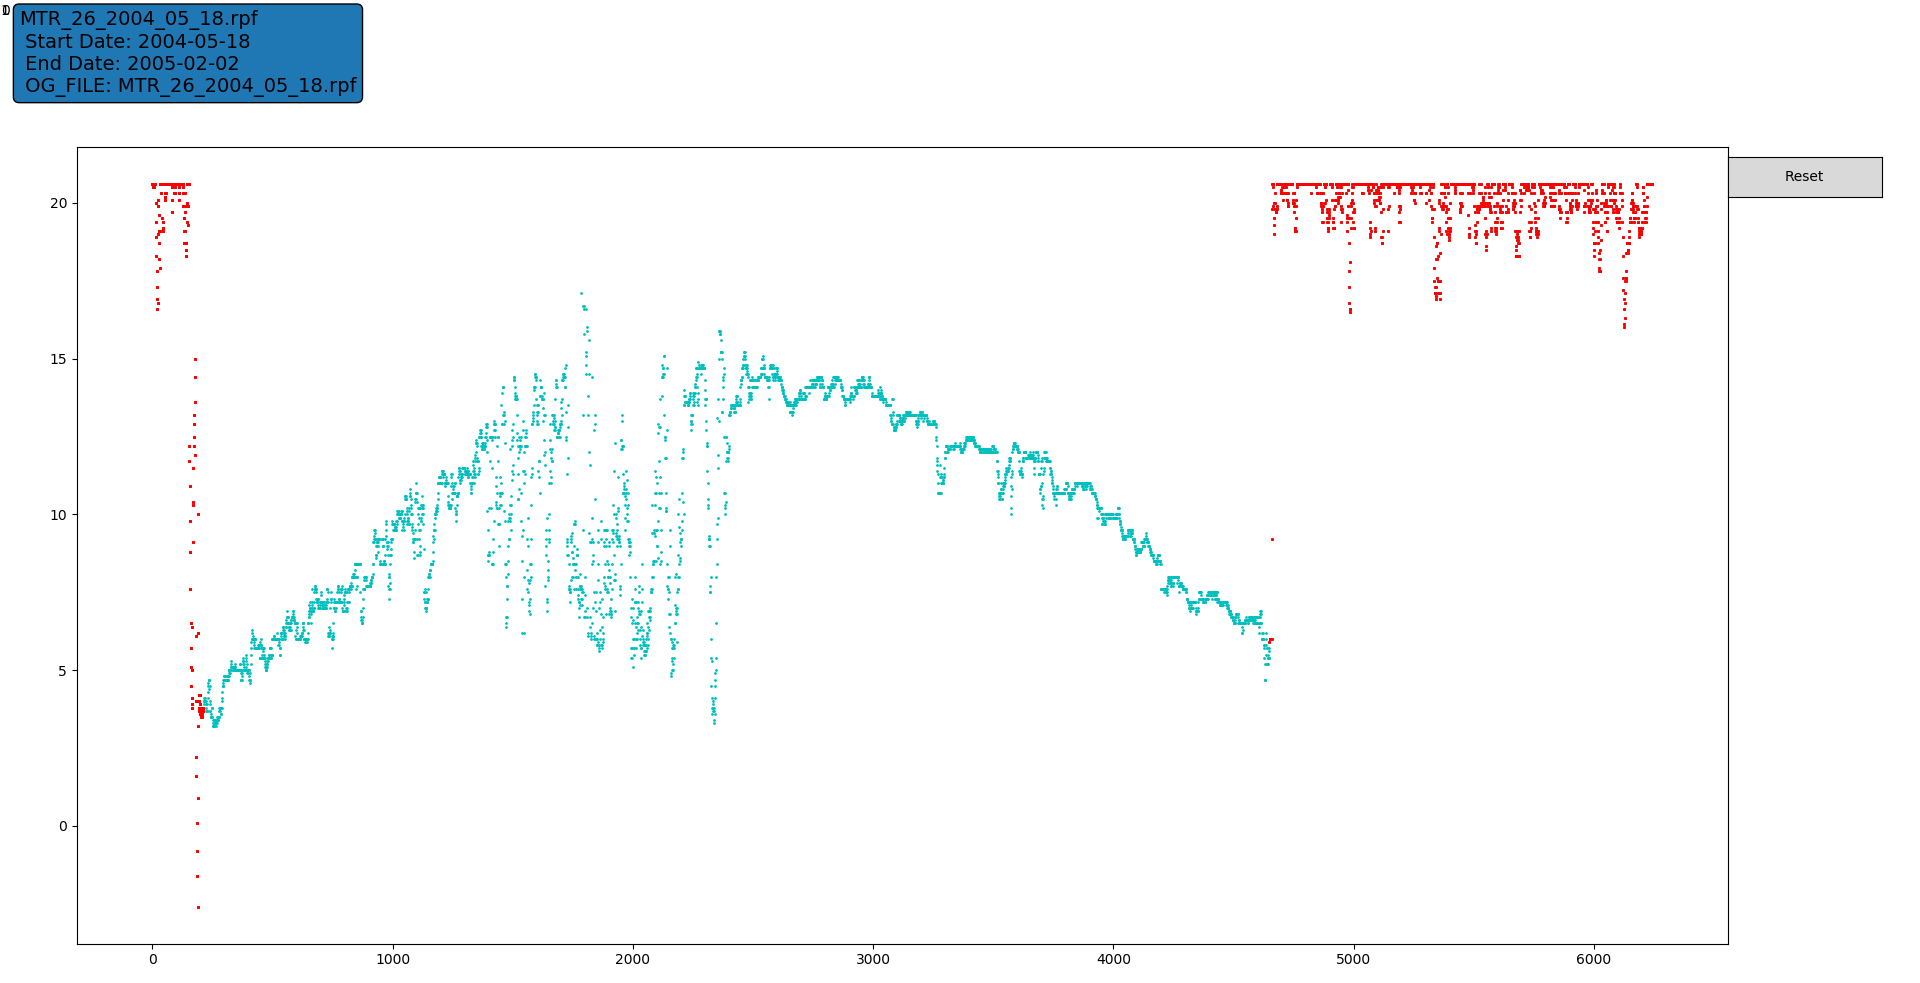 MTR_26_2004_05_18.rpf
Start Date: 2004-05-18
End Date: 2005-02-02
OG_FILE: MTR_26_2004_05_18.rpf
Reset
20
15
10
5
0
0 1000 2000 3000 4000 5000 6000